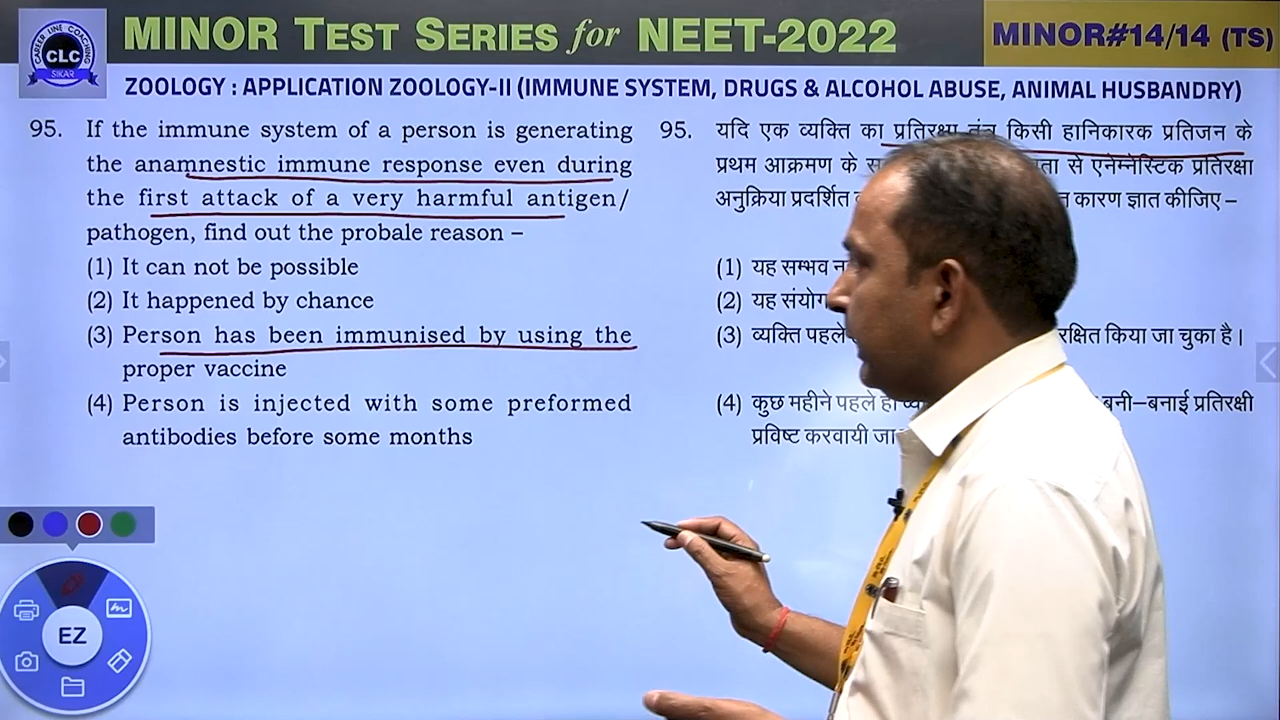 CAREER LINE COACHING
CLC
SIKAR
MINOR TEST SERIES for NEET-2022
MINOR#14/14 (TS)
ZOOLOGY : APPLICATION ZOOLOGY-II (IMMUNE SYSTEM, DRUGS & ALCOHOL ABUSE, ANIMAL HUSBANDRY)
95. If the immune system of a person is generating
the anamnestic immune response even during
the first attack of a very harmful antigen/
pathogen, find out the probale reason –
(1) It can not be possible
(2) It happened by chance
(3) Person has been immunised by using the
proper vaccine
(4) Person is injected with some preformed
antibodies before some months
95. यदि एक व्यक्ति का प्रतिरक्षा तंत्र किसी हानिकारक प्रतिजन के
प्रथम आक्रमण के से एनेम्नेस्टिक प्रतिरक्षा
अनुक्रिया प्रदर्शित कारण ज्ञात कीजिए –
(1) यह सम्भव
(2) यह संयोग
(3) व्यक्ति पहले किया जा चुका है।
(4) कुछ महीने पहले बनी–बनाई प्रतिरक्षी
प्रविष्ट करवायी
EZ